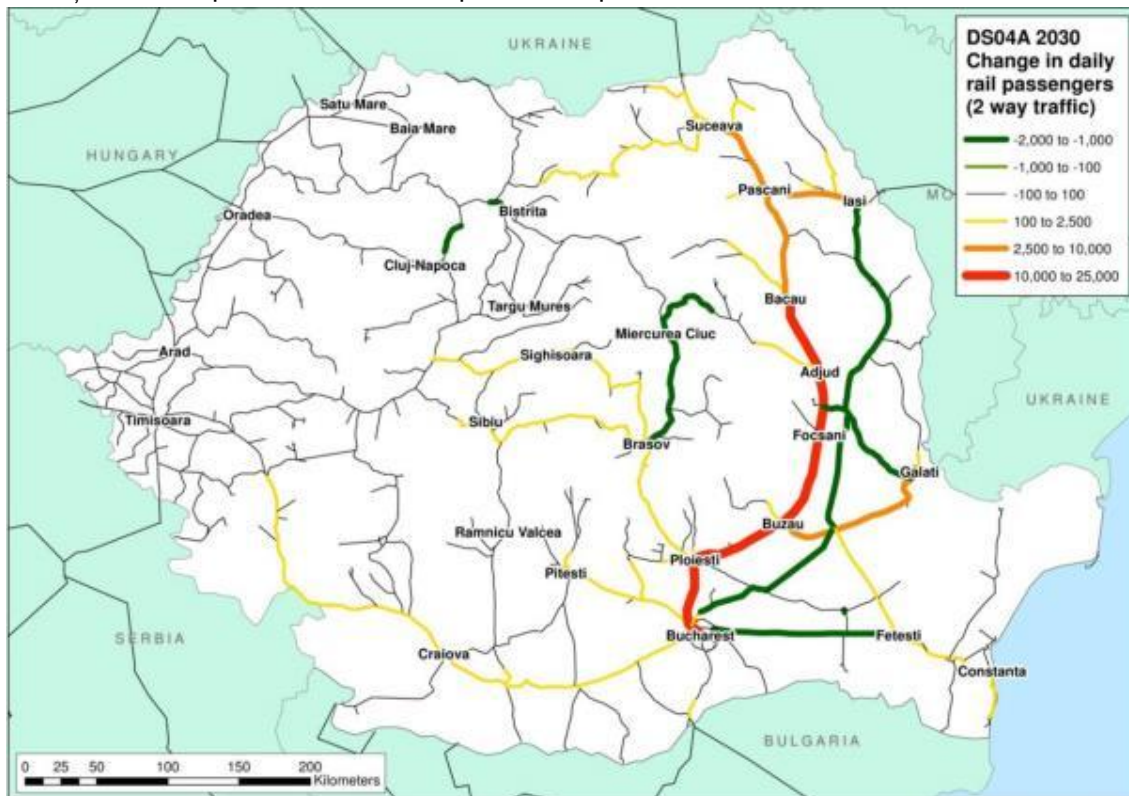 UKRAINE
Satu Mare
Baia Mare
Suceava
HUNGARY
Pascani
Iasi
MO
Oradea
Bistrita
Cluj-Napoca
Bacau
Targu Mures
Miercurea Ciuc
Arad
Sighisoara
Adjud
UKRAINE
Timisoara
Sibiu
Brasov
Focsani
Galati
Ramnicu Valcea
Buzau
Ploiesti
Pitesti
SERBIA
Bucharest
Fetesti
Craiova
Constanta
BULGARIA
DS04A 2030
Change in daily
rail passengers
(2 way traffic)
-2,000 to -1,000
-1,000 to -100
-100 to 100
100 to 2,500
2,500 to 10,000
10,000 to 25,000
0 25 50 100 150 200
Kilometers